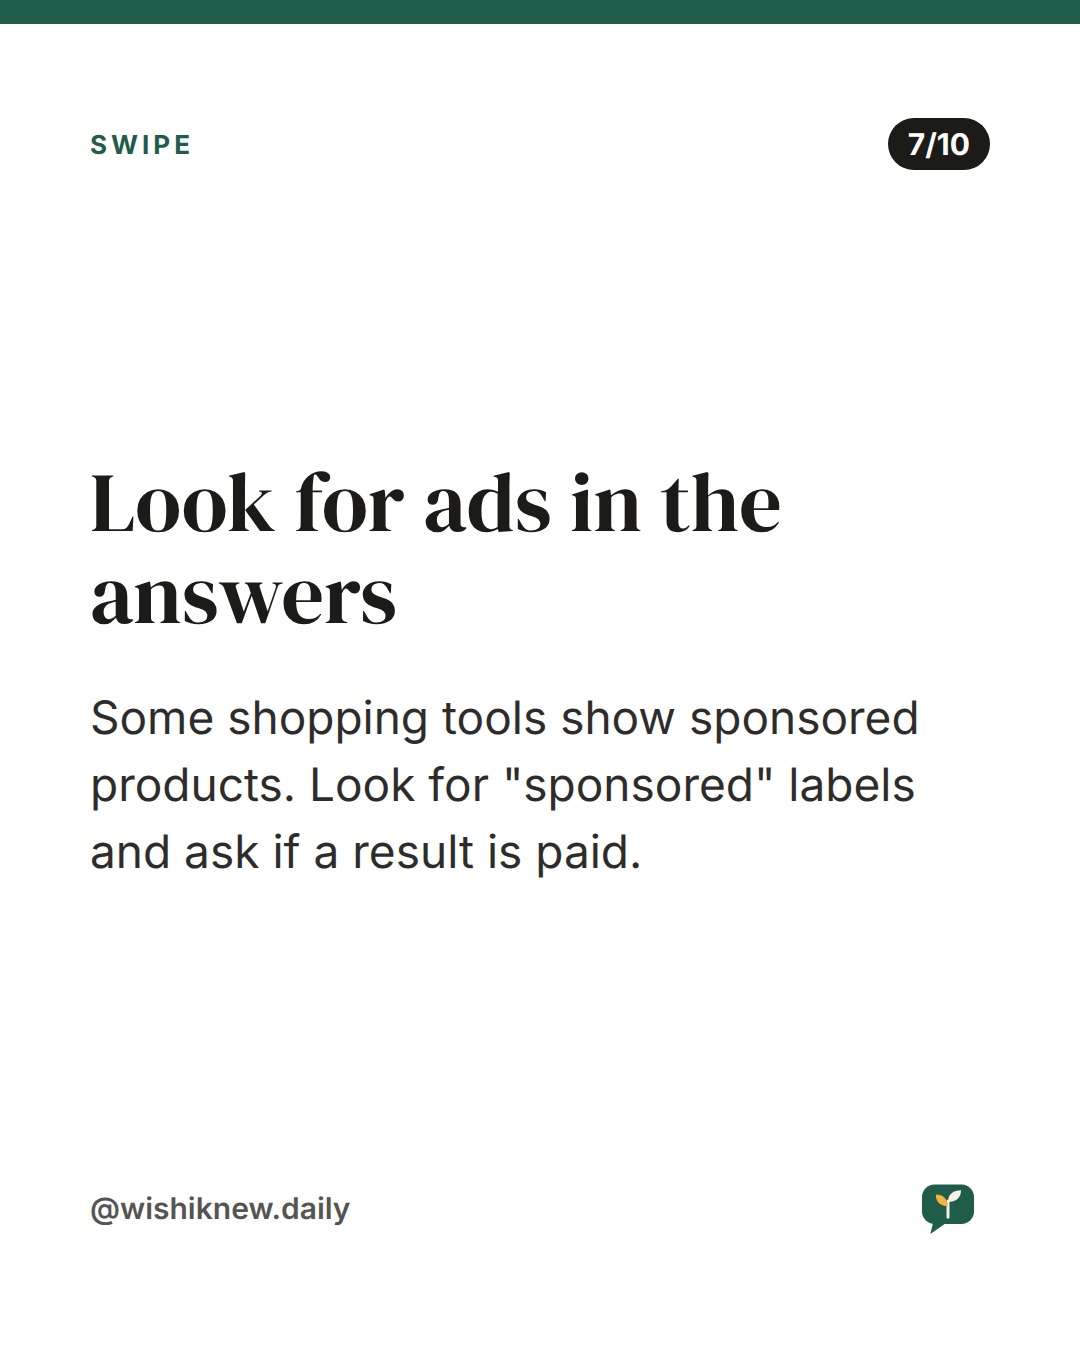 SWIPE
7/10
Look for ads in the
answers
Some shopping tools show sponsored
products. Look for "sponsored" labels
and ask if a result is paid.
@wishiknew.daily